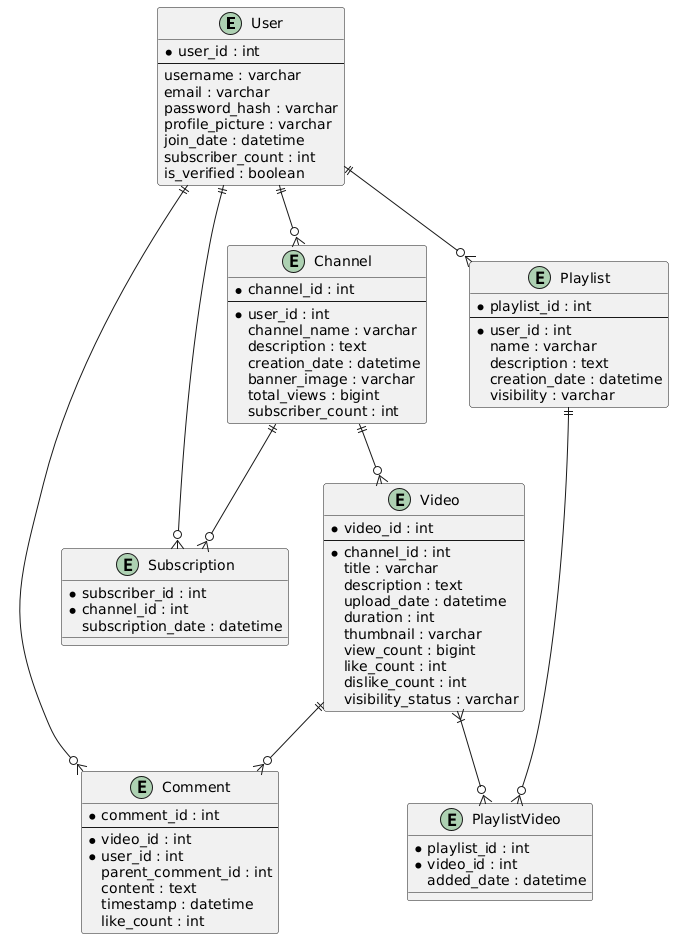 E User
* user_id : int
username : varchar
email : varchar
password_hash : varchar
profile_picture : varchar
join_date : datetime
subscriber_count : int
is_verified : boolean
E Channel
* channel_id : int
* user_id : int
channel_name : varchar
description : text
creation_date : datetime
banner_image : varchar
total_views : bigint
subscriber_count : int
E Playlist
* playlist_id : int
* user_id : int
name : varchar
description : text
creation_date : datetime
visibility : varchar
E Subscription
* subscriber_id : int
* channel_id : int
subscription_date : datetime
E Video
* video_id : int
* channel_id : int
title : varchar
description : text
upload_date : datetime
duration : int
thumbnail : varchar
view_count : bigint
like_count : int
dislike_count : int
visibility_status : varchar
E Comment
* comment_id : int
* video_id : int
* user_id : int
parent_comment_id : int
content : text
timestamp : datetime
like_count : int
E PlaylistVideo
* playlist_id : int
* video_id : int
added_date : datetime